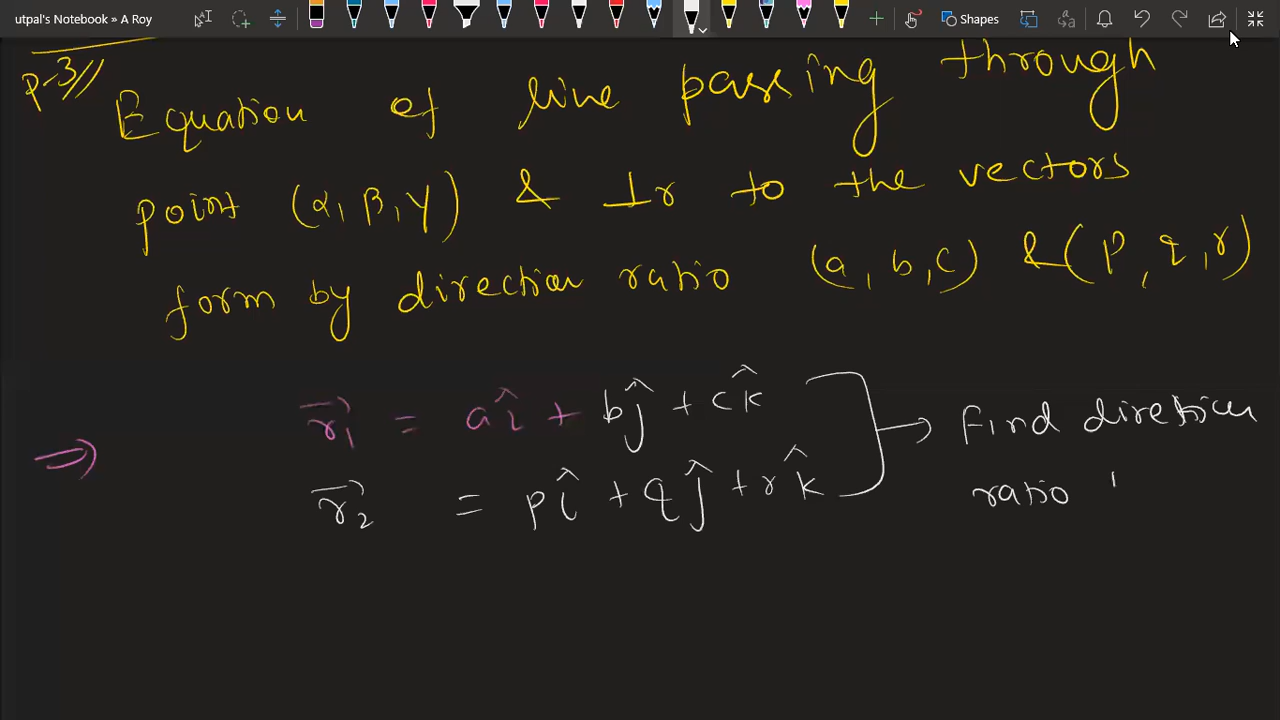 utpal's Notebook » A Roy
Shapes
P-3//
Equation of line passing through
point (α, β, γ) & ⊥r to the vectors
form by direction ratio (a, b, c) & (p, q, r)
⇒ r⃗₁ = aî + bĵ + ck̂
r⃗₂ = pî + qĵ + rk̂
→ Find direction
ratio '